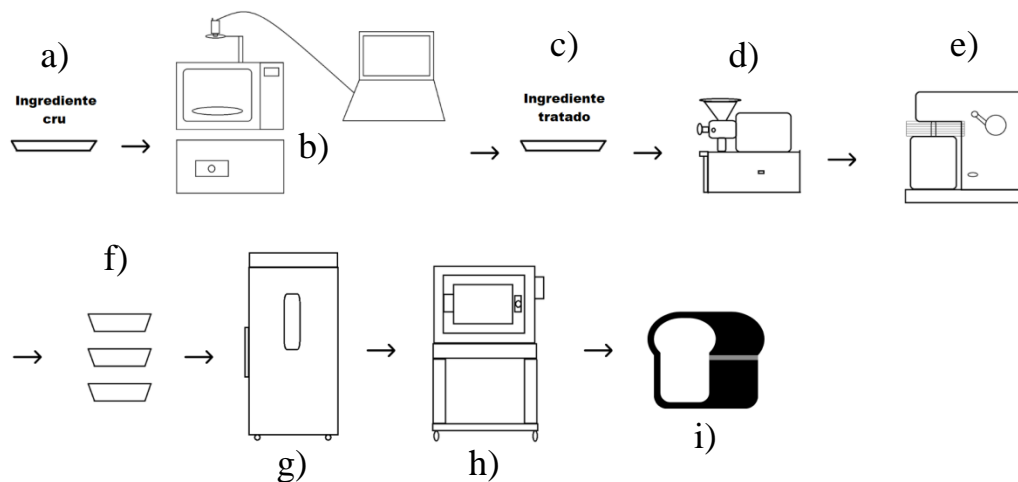 a)
Ingrediente
cru
b)
c)
Ingrediente
tratado
d)
e)
f)
g)
h)
i)